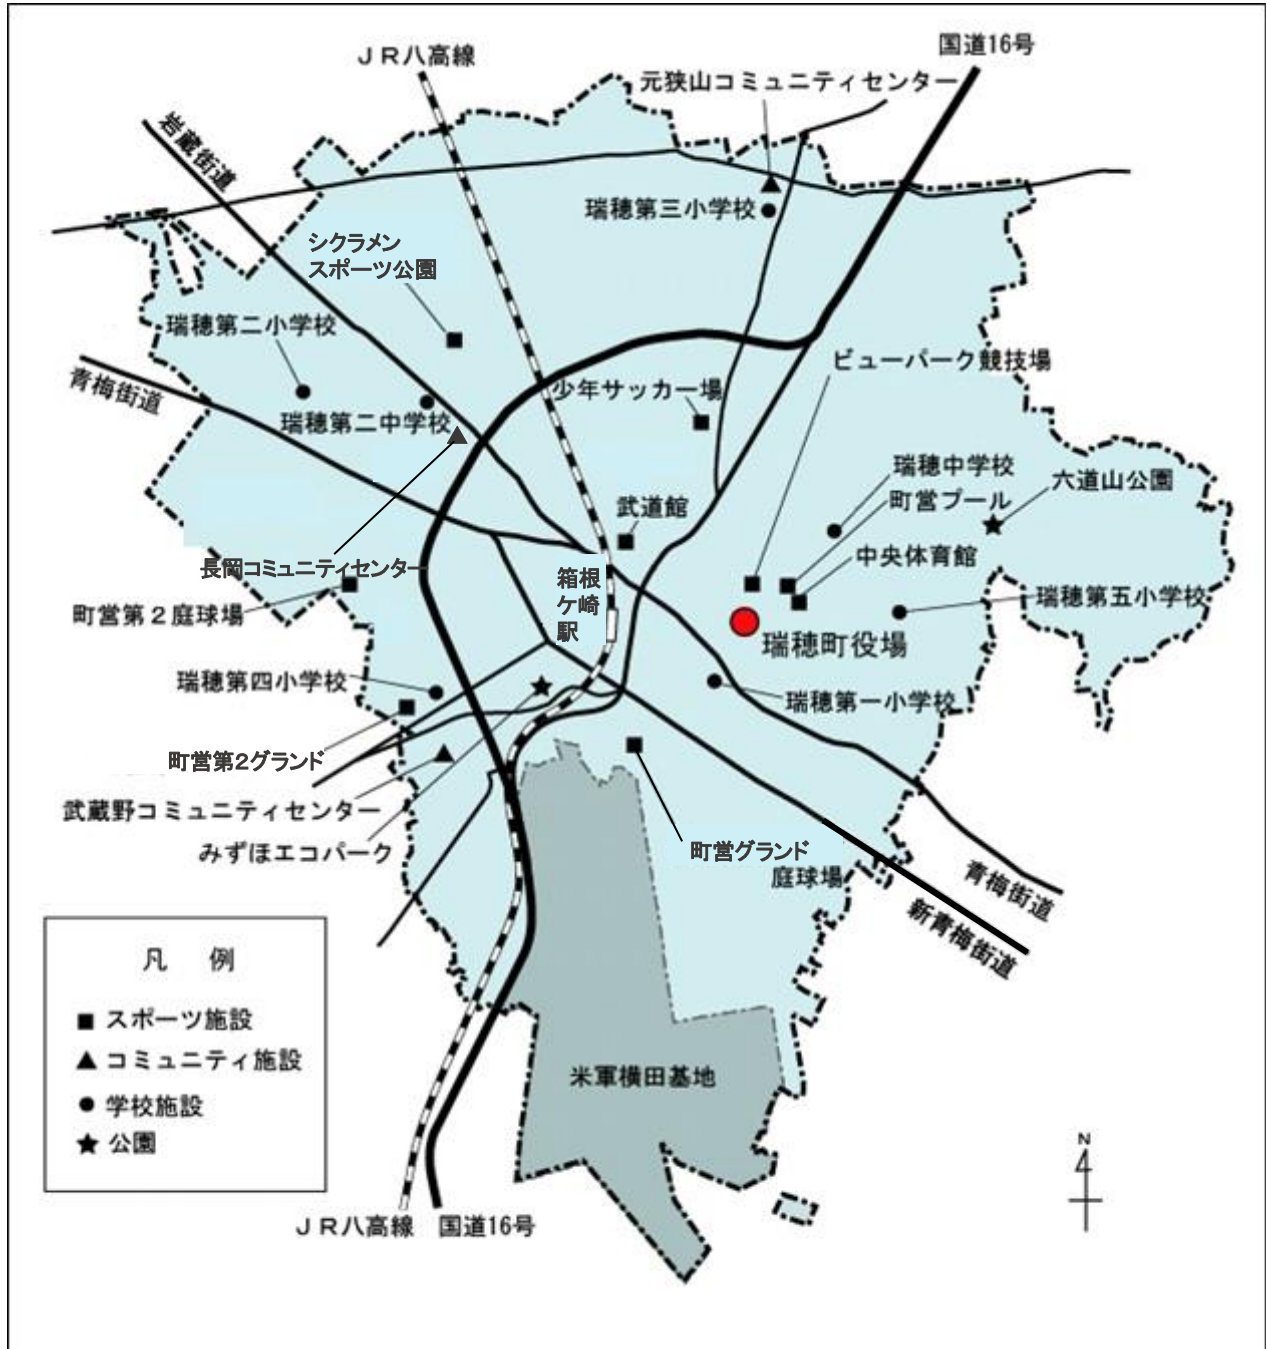 国道16号
ＪＲ八高線
元狭山コミュニティセンター
岩蔵街道
瑞穂第三小学校
シクラメン
スポーツ公園
瑞穂第二小学校
ビューパーク競技場
青梅街道
少年サッカー場
瑞穂第二中学校
瑞穂中学校
六道山公園
町営プール
武道館
中央体育館
長岡コミュニティセンター
箱根
ケ崎
駅
瑞穂第五小学校
町営第２庭球場
瑞穂町役場
瑞穂第四小学校
瑞穂第一小学校
町営第2グランド
武蔵野コミュニティセンター
みずほエコパーク
町営グランド
庭球場
青梅街道
新青梅街道
凡 例
■ スポーツ施設
▲ コミュニティ施設
● 学校施設
★ 公園
米軍横田基地
N
ＪＲ八高線
国道16号